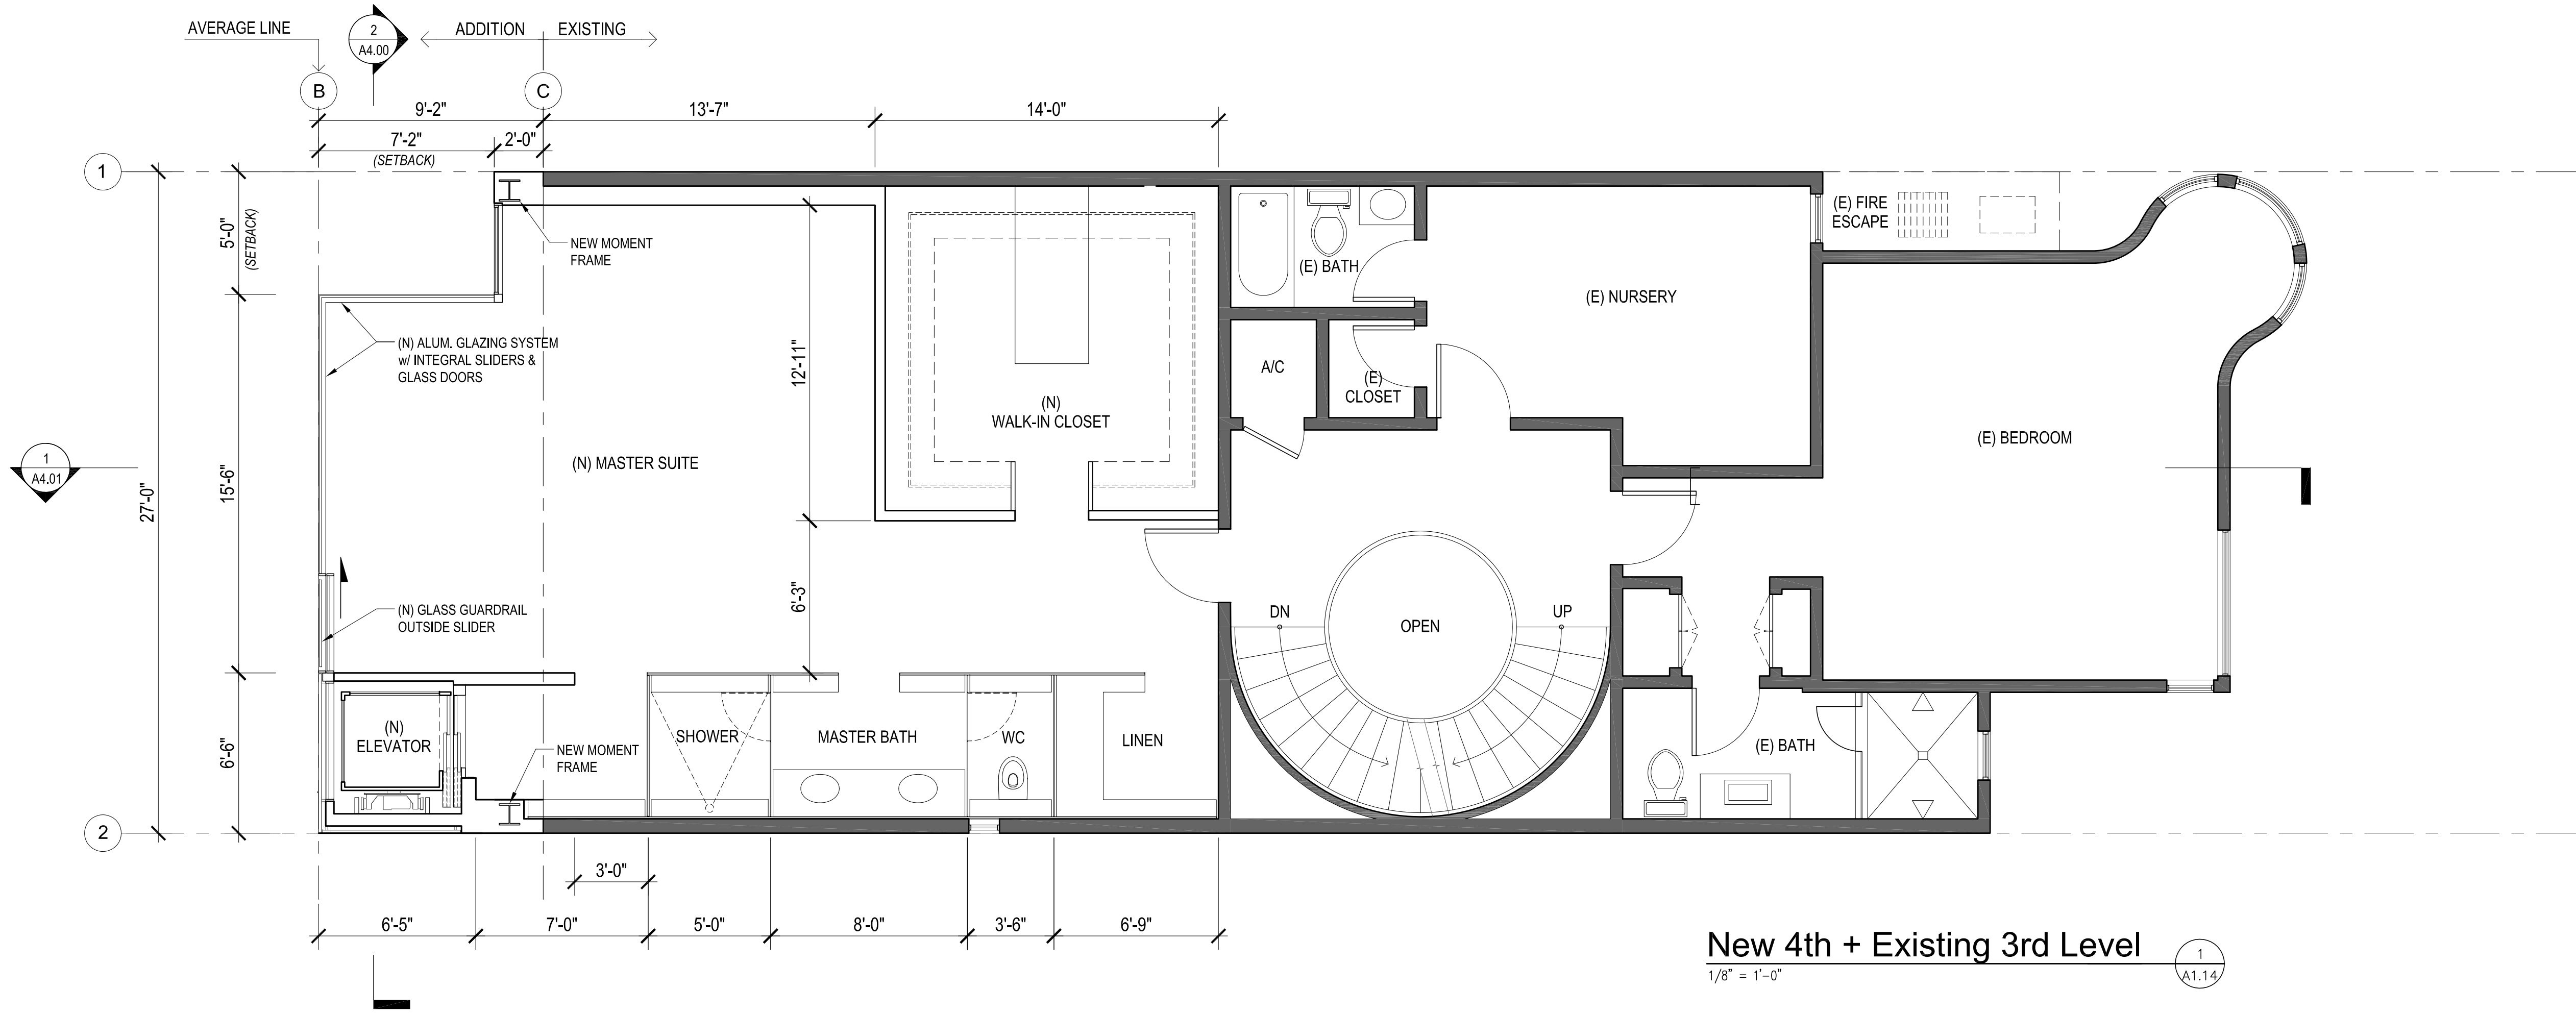 AVERAGE LINE
2
A4.00
ADDITION
EXISTING
B
C
9'-2"
13'-7"
14'-0"
7'-2"
(SETBACK)
2'-0"
1
5'-0"
(SETBACK)
NEW MOMENT
FRAME
(E) BATH
(E) FIRE
ESCAPE
(E) NURSERY
(N) ALUM. GLAZING SYSTEM
w/ INTEGRAL SLIDERS &
GLASS DOORS
12'-11"
A/C
(E)
CLOSET
(N)
WALK-IN CLOSET
(E) BEDROOM
1
A4.01
27'-0"
15'-6"
(N) MASTER SUITE
6'-3"
(N) GLASS GUARDRAIL
OUTSIDE SLIDER
DN
OPEN
UP
6'-6"
(N)
ELEVATOR
NEW MOMENT
FRAME
SHOWER
MASTER BATH
WC
LINEN
(E) BATH
2
3'-0"
6'-5"
7'-0"
5'-0"
8'-0"
3'-6"
6'-9"
New 4th + Existing 3rd Level
1/8" = 1'-0"
1
A1.14